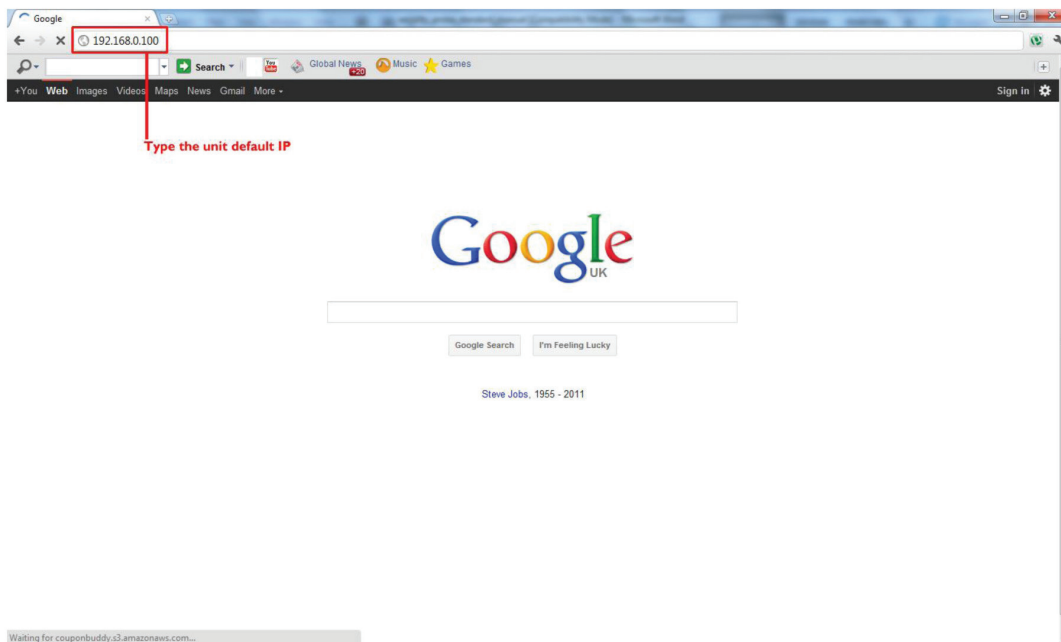 Google
192.168.0.100
Search
You Tube
Global News
+20
Music
Games
+You Web Images Videos Maps News Gmail More
Sign in
Type the unit default IP
Google
UK
Google Search I'm Feeling Lucky
Steve Jobs, 1955 - 2011
Waiting for couponbuddy.s3.amazonaws.com...